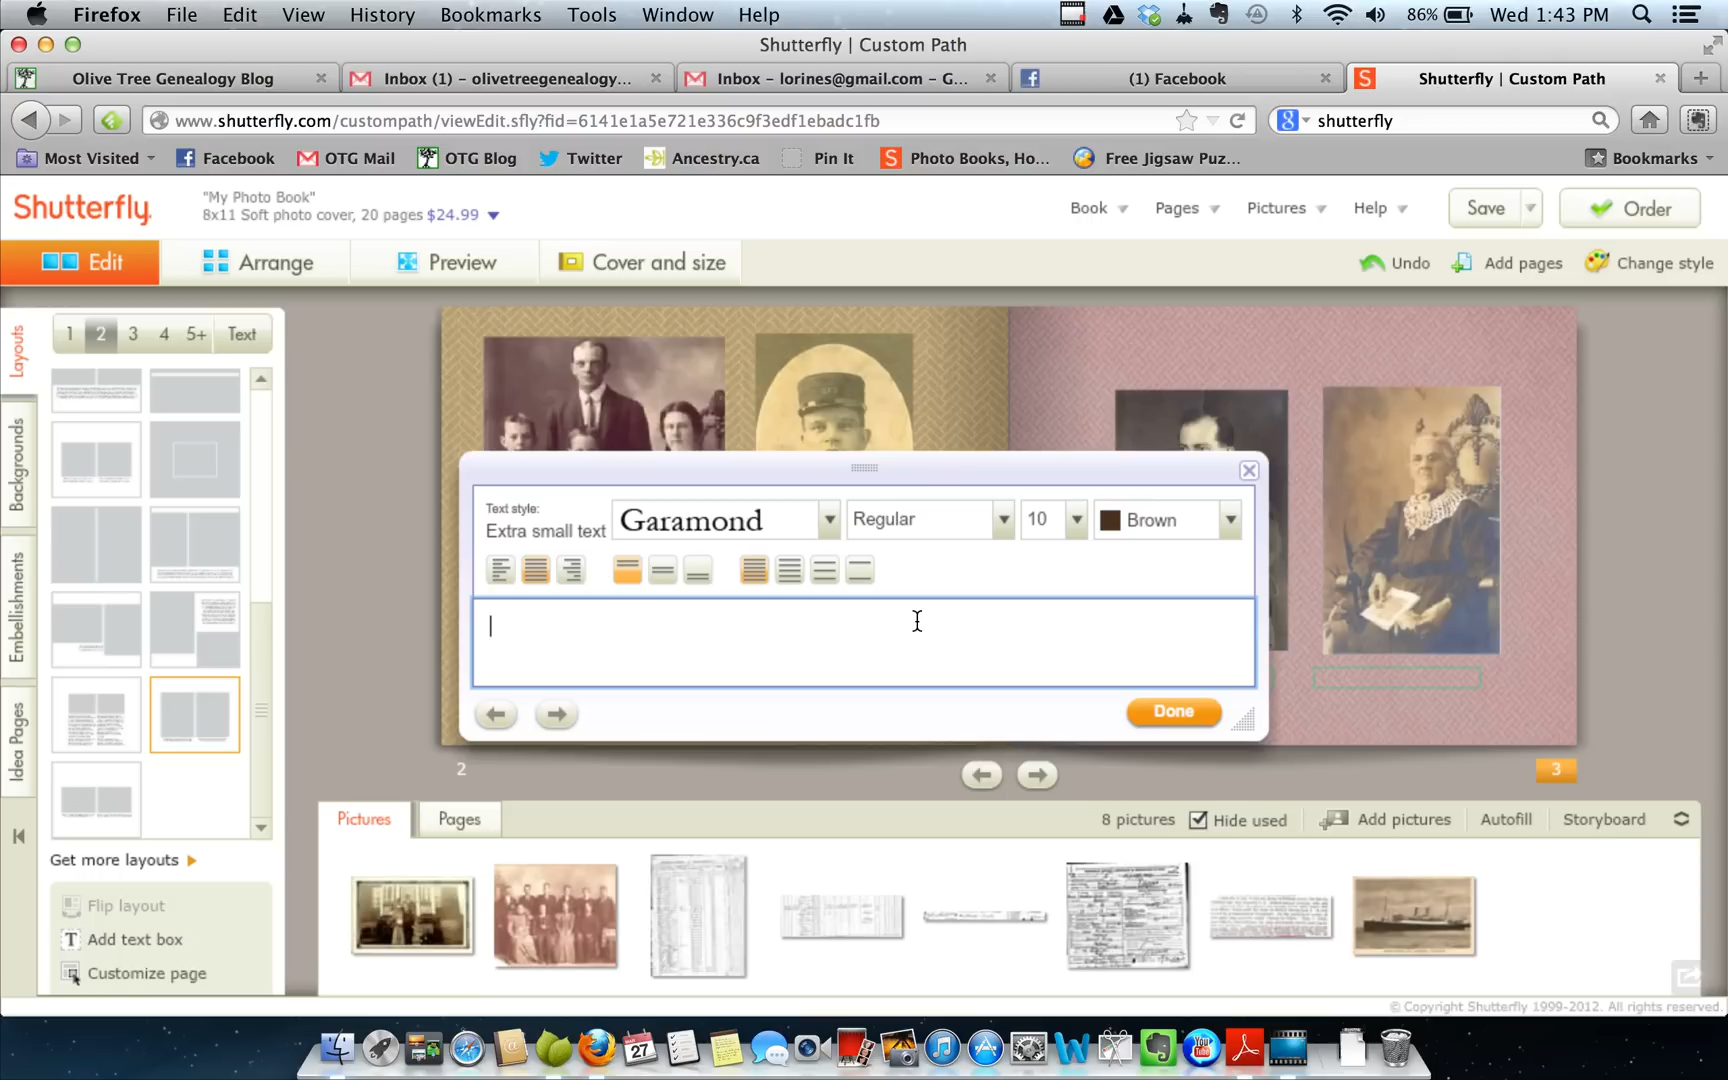 Firefox File Edit View History Bookmarks Tools Window Help 86% Wed 1:43 PM
Shutterfly | Custom Path
Olive Tree Genealogy Blog Inbox (1) – olivetreegenealogy... Inbox – lorines@gmail.com – G... (1) Facebook Shutterfly | Custom Path
www.shutterfly.com/custompath/viewEdit.sfly?fid=6141e1a5e721e336c9f3edf1ebadc1fb shutterfly
Most Visited Facebook OTG Mail OTG Blog Twitter Ancestry.ca Pin It Photo Books, Ho... Free Jigsaw Puz... Bookmarks
Shutterfly.
"My Photo Book"
8x11 Soft photo cover, 20 pages $24.99
Book Pages Pictures Help Save Order
Edit Arrange Preview Cover and size Undo Add pages Change style
Layouts
Backgrounds
Embellishments
Idea Pages
1 2 3 4 5+ Text
Text style:
Extra small text
Garamond Regular 10 Brown
Done
2 3
Get more layouts
Flip layout
Add text box
Customize page
Pictures Pages 8 pictures Hide used Add pictures Autofill Storyboard
© Copyright Shutterfly 1999-2012. All rights reserved.
27
You
Tube